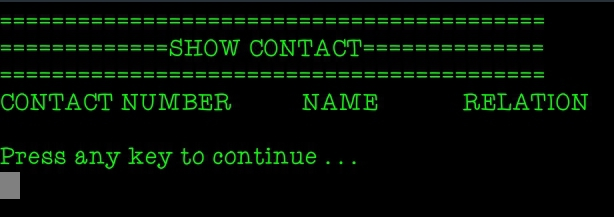 ==========================================
=============SHOW CONTACT==============
==========================================
CONTACT NUMBER NAME RELATION
Press any key to continue . . .